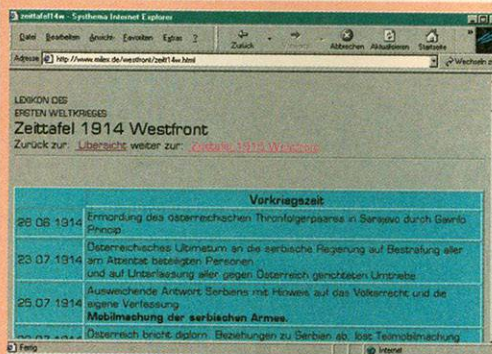 zeittafel14w - Systhema Internet Explorer
Datei Bearbeiten Ansicht Favoriten Extras ?
Zurück Abbrechen Aktualisieren Startseite
Adresse http://www.milex.de/westfront/zeit14w.html Wechseln z
LEXIKON DES
ERSTEN WELTKRIEGES
Zeittafel 1914 Westfront
Zurück zur: Übersicht weiter zur: Zeittafel 1915 Westfront
Vorkriegszeit
28.06.1914 Ermordung des österreichischen Thronfolgerpaares in Sarajevo durch Gavrilo
Princip.
23.07.1914 Österreichisches Ultimatum an die serbische Regierung auf Bestrafung aller
am Attentat beteiligten Personen
und auf Unterlassung aller gegen Österreich gerichteten Umtriebe.
25.07.1914 Ausweichende Antwort Serbiens mit Hinweis auf das Völkerrecht und die
eigene Verfassung.
Mobilmachung der serbischen Armee.
Österreich bricht diplom. Beziehungen zu Serbien ab, löst Teilmobilmachung
Fertig Internet